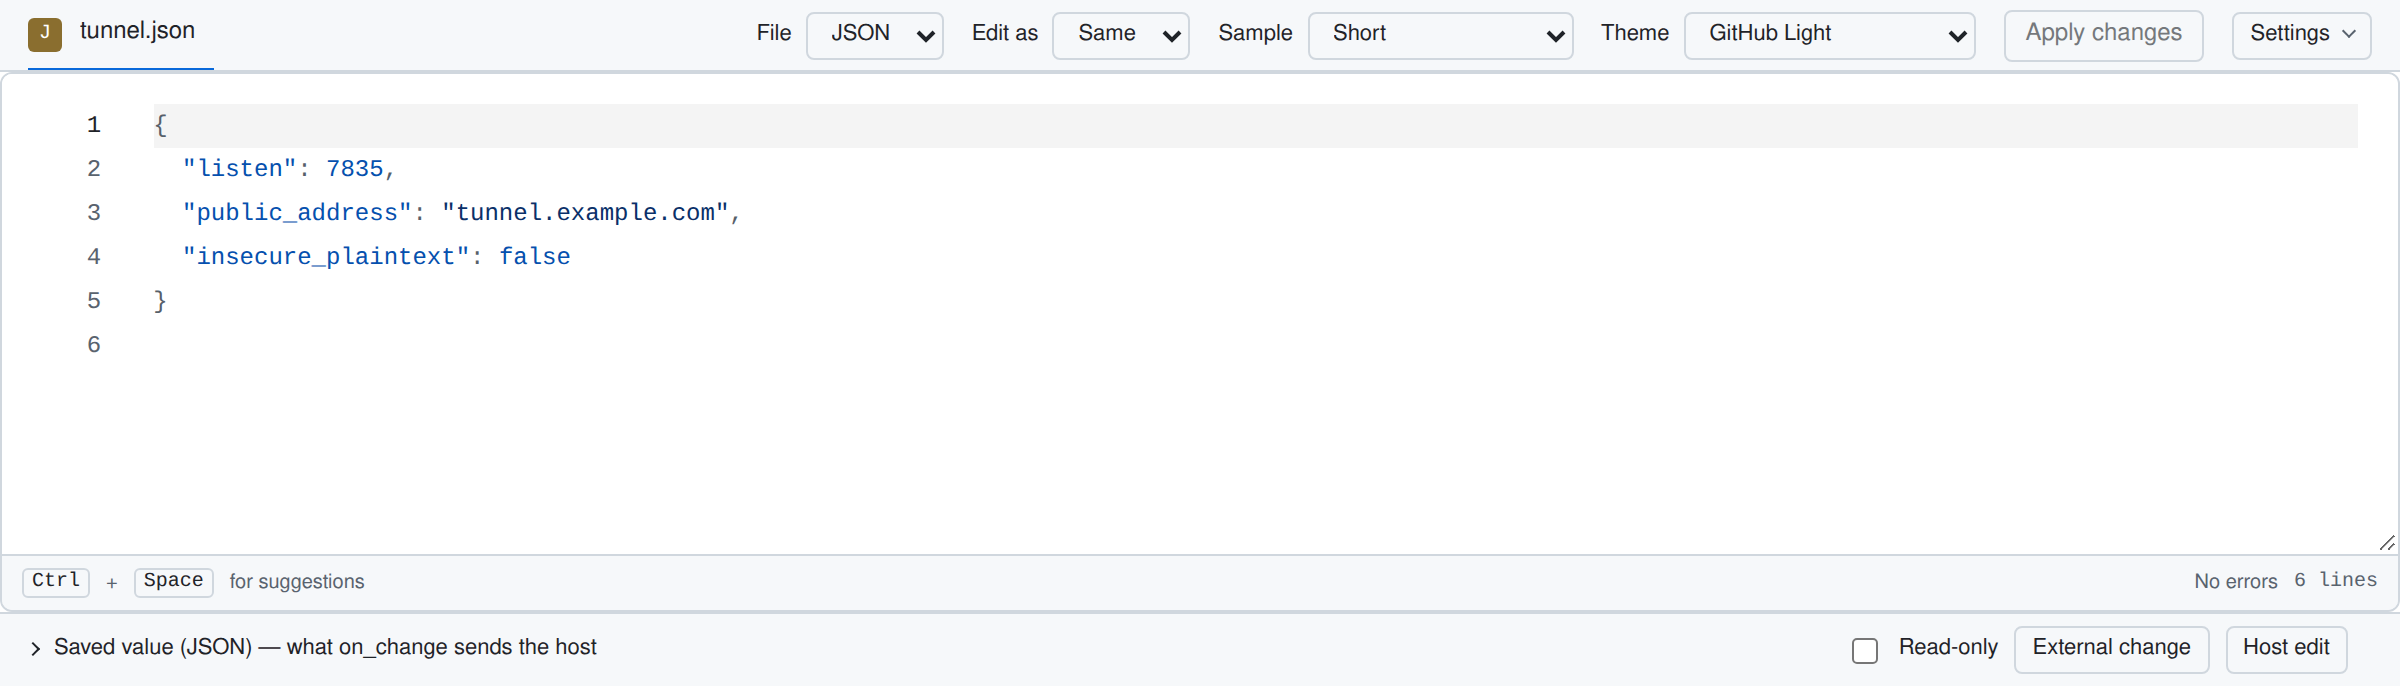 J tunnel.json File JSON Edit as Same Sample Short Theme GitHub Light Apply changes Settings
1 {
2   "listen": 7835,
3   "public_address": "tunnel.example.com",
4   "insecure_plaintext": false
5 }
6
Ctrl + Space for suggestions No errors 6 lines
Saved value (JSON) — what on_change sends the host Read-only External change Host edit